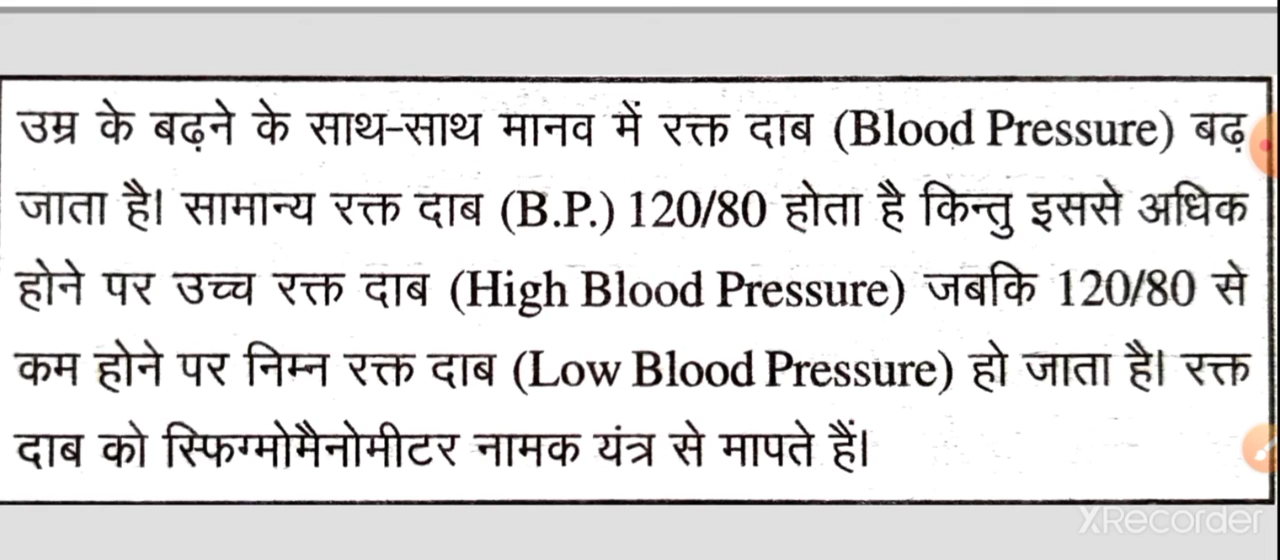 उम्र के बढ़ने के साथ-साथ मानव में रक्त दाब (Blood Pressure) बढ़
जाता है। सामान्य रक्त दाब (B.P.) 120/80 होता है किन्तु इससे अधिक
होने पर उच्च रक्त दाब (High Blood Pressure) जबकि 120/80 से
कम होने पर निम्न रक्त दाब (Low Blood Pressure) हो जाता है। रक्त
दाब को स्फिग्मोमैनोमीटर नामक यंत्र से मापते हैं।
XRecorder